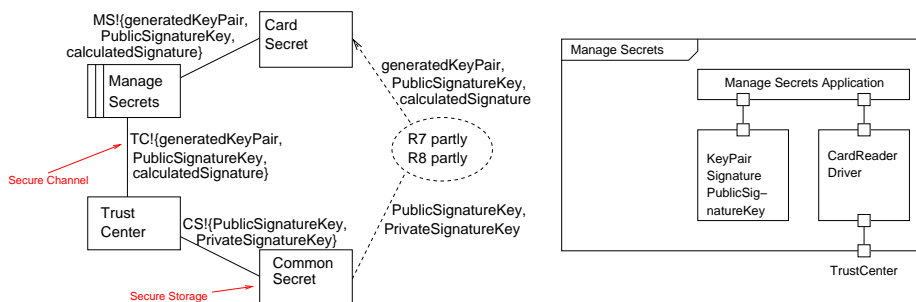 MS!{generatedKeyPair,
PublicSignatureKey,
calculatedSignature}
Card
Secret
Manage
Secrets
generatedKeyPair,
PublicSignatureKey,
calculatedSignature
TC!{generatedKeyPair,
PublicSignatureKey,
calculatedSignature}
Secure Channel
R7 partly
R8 partly
Trust
Center
CS!{PublicSignatureKey,
PrivateSignatureKey}
PublicSignatureKey,
PrivateSignatureKey
Common
Secret
Secure Storage
Manage Secrets
Manage Secrets Application
KeyPair
Signature
PublicSig–
natureKey
CardReader
Driver
TrustCenter